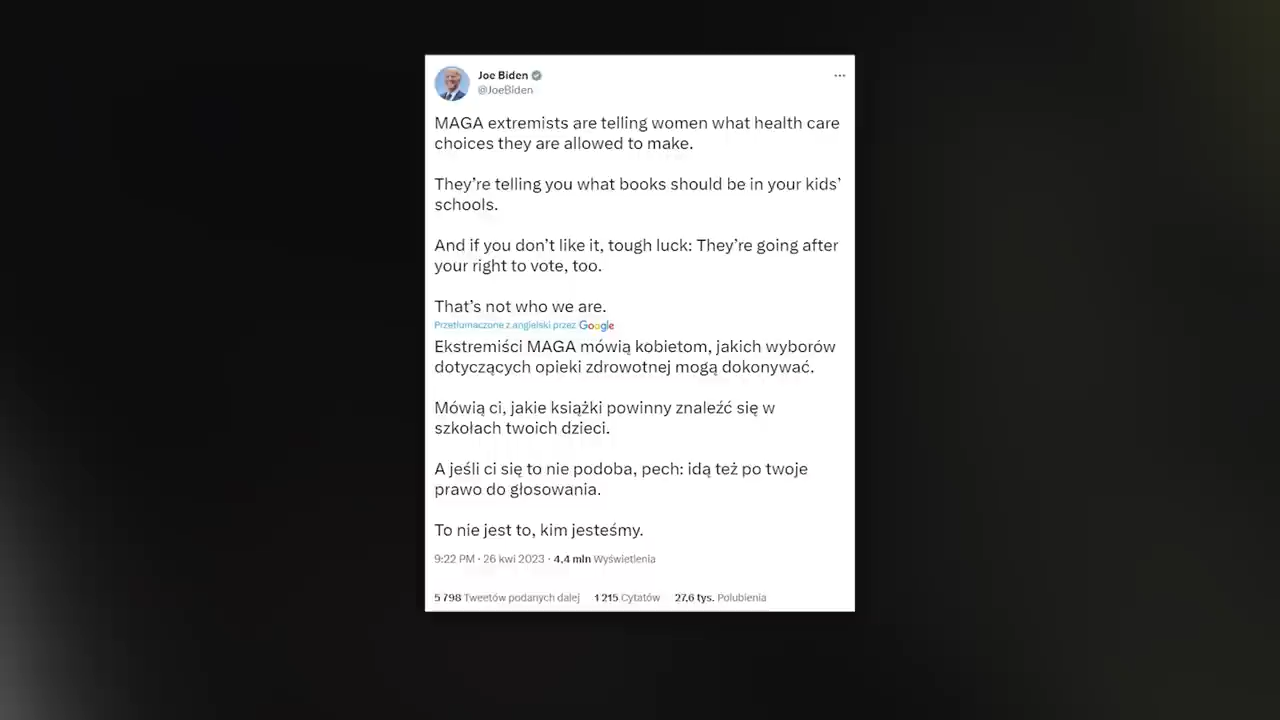 Joe Biden
@JoeBiden
MAGA extremists are telling women what health care
choices they are allowed to make.
They're telling you what books should be in your kids'
schools.
And if you don't like it, tough luck: They're going after
your right to vote, too.
That's not who we are.
Przetłumaczone z angielski przez Google
Ekstremiści MAGA mówią kobietom, jakich wyborów
dotyczących opieki zdrowotnej mogą dokonywać.
Mówią ci, jakie książki powinny znaleźć się w
szkołach twoich dzieci.
A jeśli ci się to nie podoba, pech: idą też po twoje
prawo do głosowania.
To nie jest to, kim jesteśmy.
9:22 PM · 26 kwi 2023 · 4,4 mln Wyświetlenia
5 798 Tweetów podanych dalej 1 215 Cytatów 27,6 tys. Polubienia